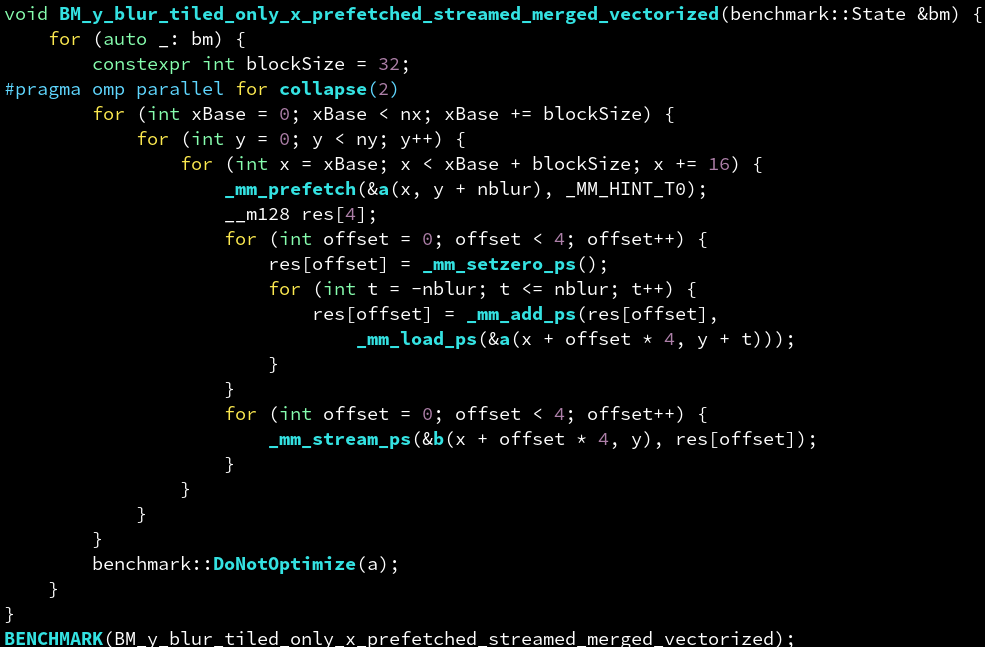 void BM_y_blur_tiled_only_x_prefetched_streamed_merged_vectorized(benchmark::State &bm) {
    for (auto _: bm) {
        constexpr int blockSize = 32;
#pragma omp parallel for collapse(2)
        for (int xBase = 0; xBase < nx; xBase += blockSize) {
            for (int y = 0; y < ny; y++) {
                for (int x = xBase; x < xBase + blockSize; x += 16) {
                    _mm_prefetch(&a(x, y + nblur), _MM_HINT_T0);
                    __m128 res[4];
                    for (int offset = 0; offset < 4; offset++) {
                        res[offset] = _mm_setzero_ps();
                        for (int t = -nblur; t <= nblur; t++) {
                            res[offset] = _mm_add_ps(res[offset],
                                _mm_load_ps(&a(x + offset * 4, y + t)));
                        }
                    }
                    for (int offset = 0; offset < 4; offset++) {
                        _mm_stream_ps(&b(x + offset * 4, y), res[offset]);
                    }
                }
            }
        }
        benchmark::DoNotOptimize(a);
    }
}
BENCHMARK(BM_y_blur_tiled_only_x_prefetched_streamed_merged_vectorized);